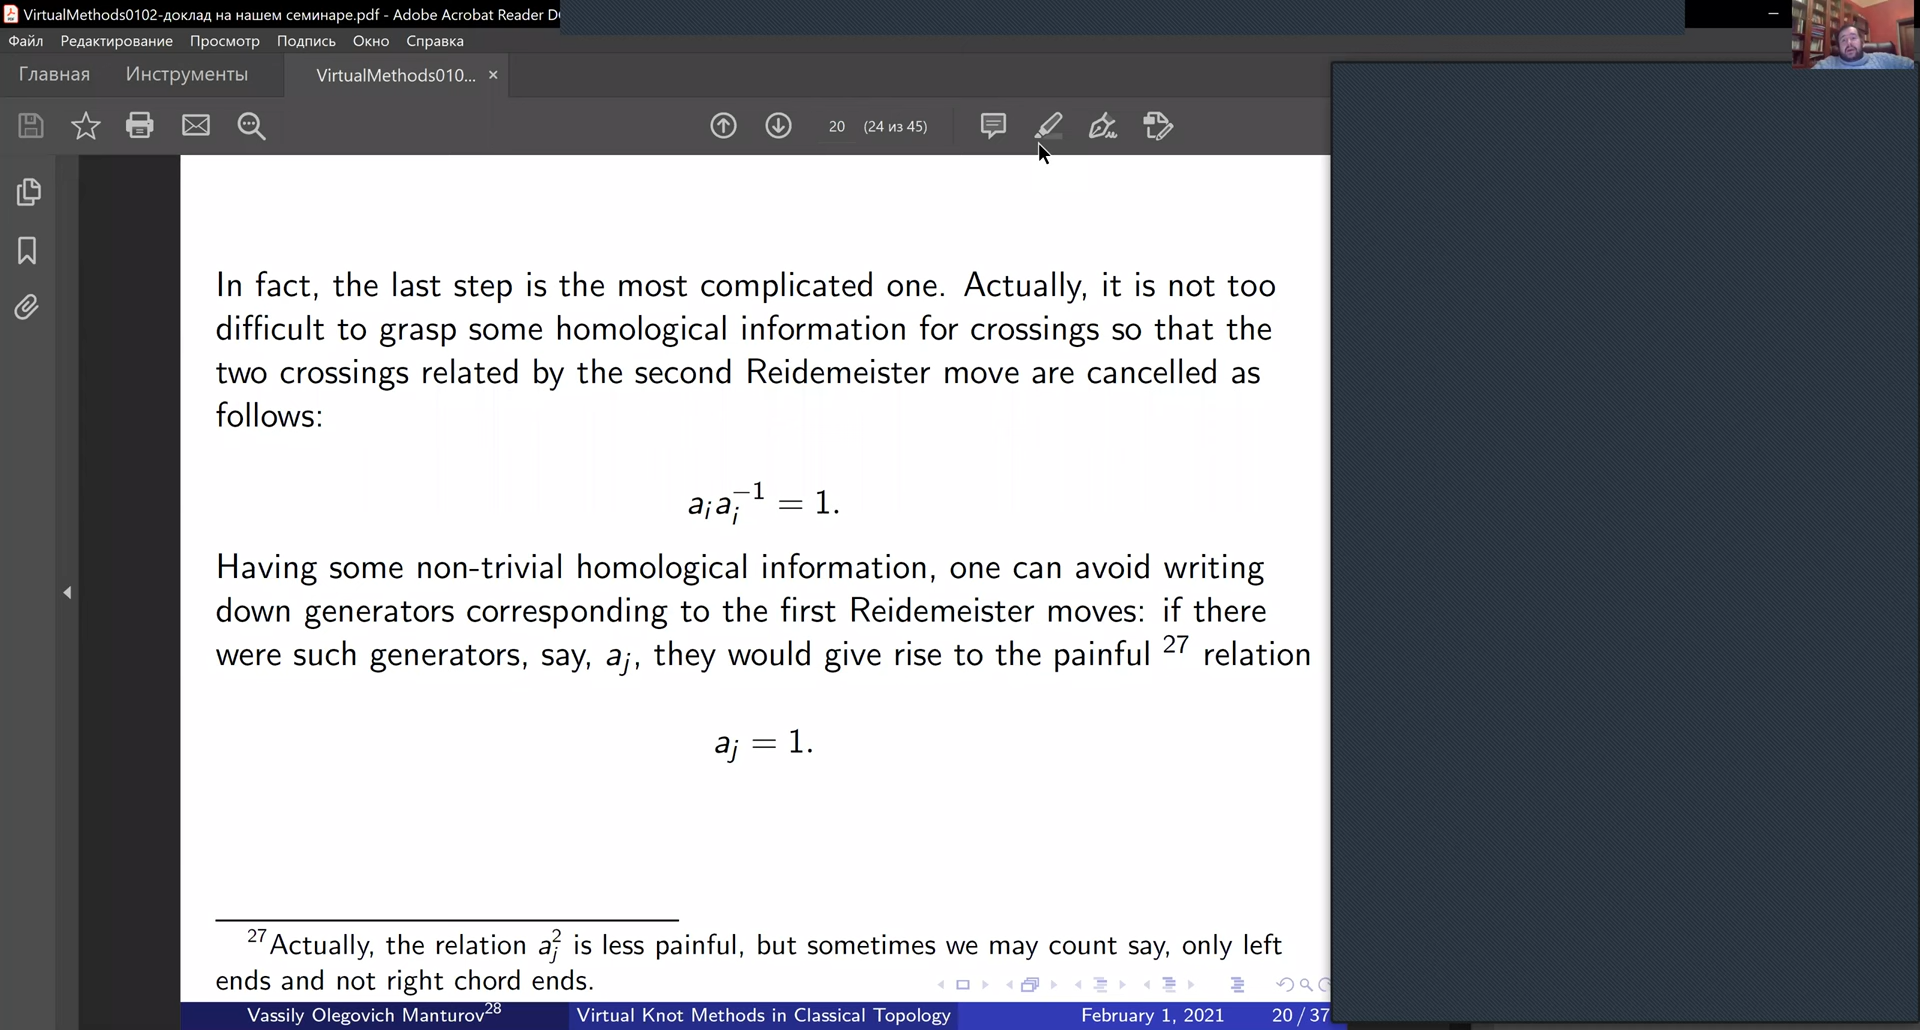 VirtualMethods0102-доклад на нашем семинаре.pdf - Adobe Acrobat Reader D
Файл Редактирование Просмотр Подпись Окно Справка
Главная Инструменты VirtualMethods010... ×
20 (24 из 45)
In fact, the last step is the most complicated one. Actually, it is not too
difficult to grasp some homological information for crossings so that the
two crossings related by the second Reidemeister move are cancelled as
follows:
a_i a_i^{-1} = 1.
Having some non-trivial homological information, one can avoid writing
down generators corresponding to the first Reidemeister moves: if there
were such generators, say, a_j, they would give rise to the painful ²⁷ relation
a_j = 1.
²⁷Actually, the relation a_j^2 is less painful, but sometimes we may count say, only left
ends and not right chord ends.
Vassily Olegovich Manturov²⁸ Virtual Knot Methods in Classical Topology February 1, 2021 20 / 37